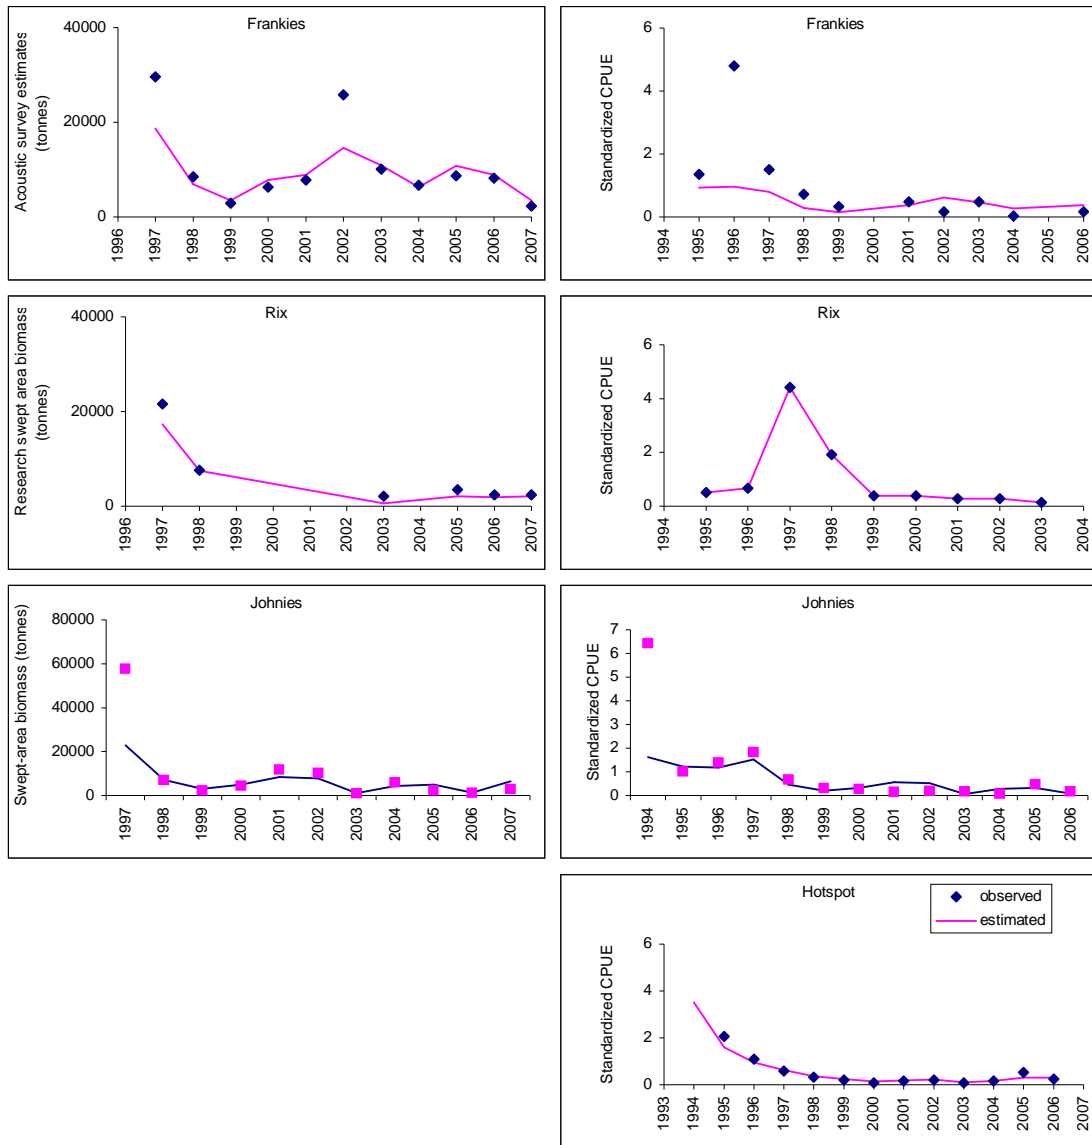 Frankies
Acoustic survey estimates
(tonnes)
40000
20000
0
1996 1997 1998 1999 2000 2001 2002 2003 2004 2005 2006 2007
Frankies
Standardized CPUE
6
4
2
0
1994 1995 1996 1997 1998 1999 2000 2001 2002 2003 2004 2005 2006
Rix
Research swept area biomass
(tonnes)
40000
20000
0
1996 1997 1998 1999 2000 2001 2002 2003 2004 2005 2006 2007
Rix
Standardized CPUE
6
4
2
0
1994 1995 1996 1997 1998 1999 2000 2001 2002 2003 2004
Johnies
Swept-area biomass (tonnes)
80000
60000
40000
20000
0
1997 1998 1999 2000 2001 2002 2003 2004 2005 2006 2007
Johnies
Standardized CPUE
7
6
5
4
3
2
1
0
1994 1995 1996 1997 1998 1999 2000 2001 2002 2003 2004 2005 2006
Hotspot
observed
estimated
Standardized CPUE
6
4
2
0
1993 1994 1995 1996 1997 1998 1999 2000 2001 2002 2003 2004 2005 2006 2007